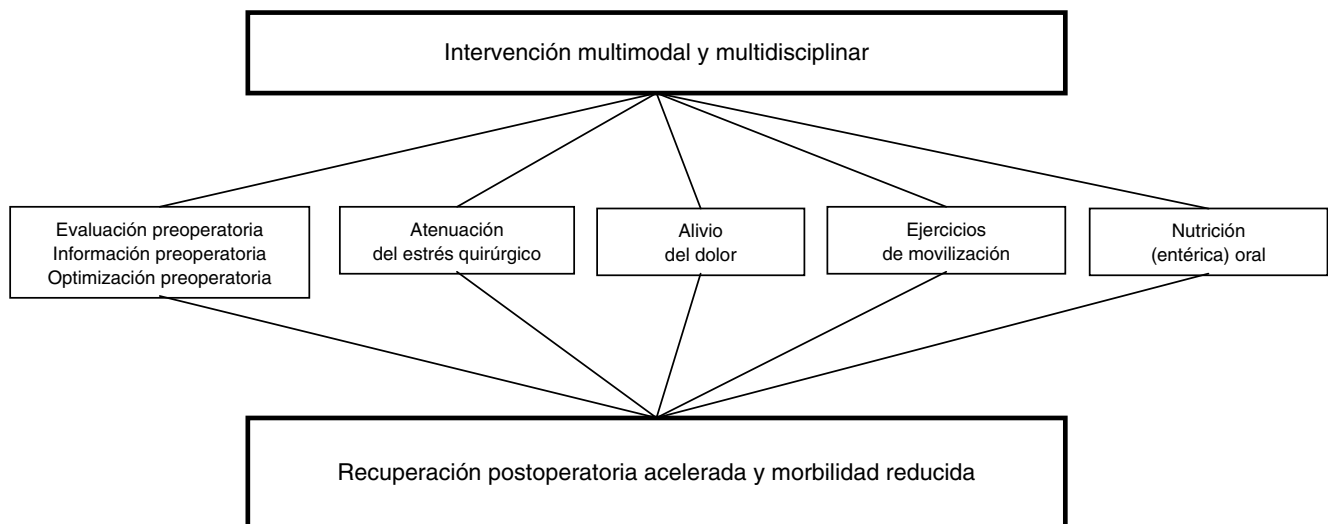 Intervención multimodal y multidisciplinar
Evaluación preoperatoria
Información preoperatoria
Optimización preoperatoria
Atenuación
del estrés quirúrgico
Alivio
del dolor
Ejercicios
de movilización
Nutrición
(entérica) oral
Recuperación postoperatoria acelerada y morbilidad reducida